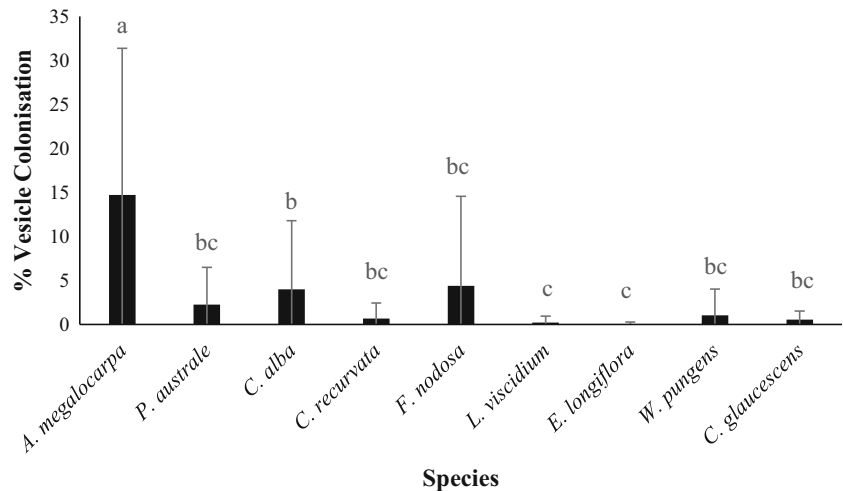 35
30
25
20
15
10
5
0
% Vesicle Colonisation
a
bc
b
bc
bc
c
c
bc
bc
A. megalocarpa
P. australe
C. alba
C. recurvata
F. nodosa
L. viscidium
E. longiflora
W. pungens
C. glaucescens
Species